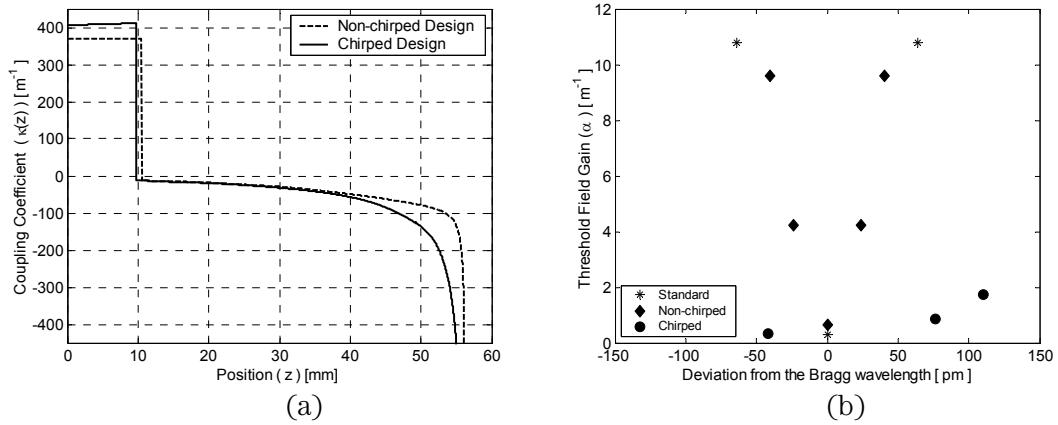 Coupling Coefficient ( κ(z) ) [ m⁻¹ ]
400
300
200
100
0
-100
-200
-300
-400
Non-chirped Design
Chirped Design
0
10
20
30
40
50
60
Position ( z ) [mm]
(a)
Threshold Field Gain ( α ) [ m⁻¹ ]
12
10
8
6
4
2
0
Standard
Non-chirped
Chirped
-150
-100
-50
0
50
100
150
Deviation from the Bragg wavelength [ pm ]
(b)